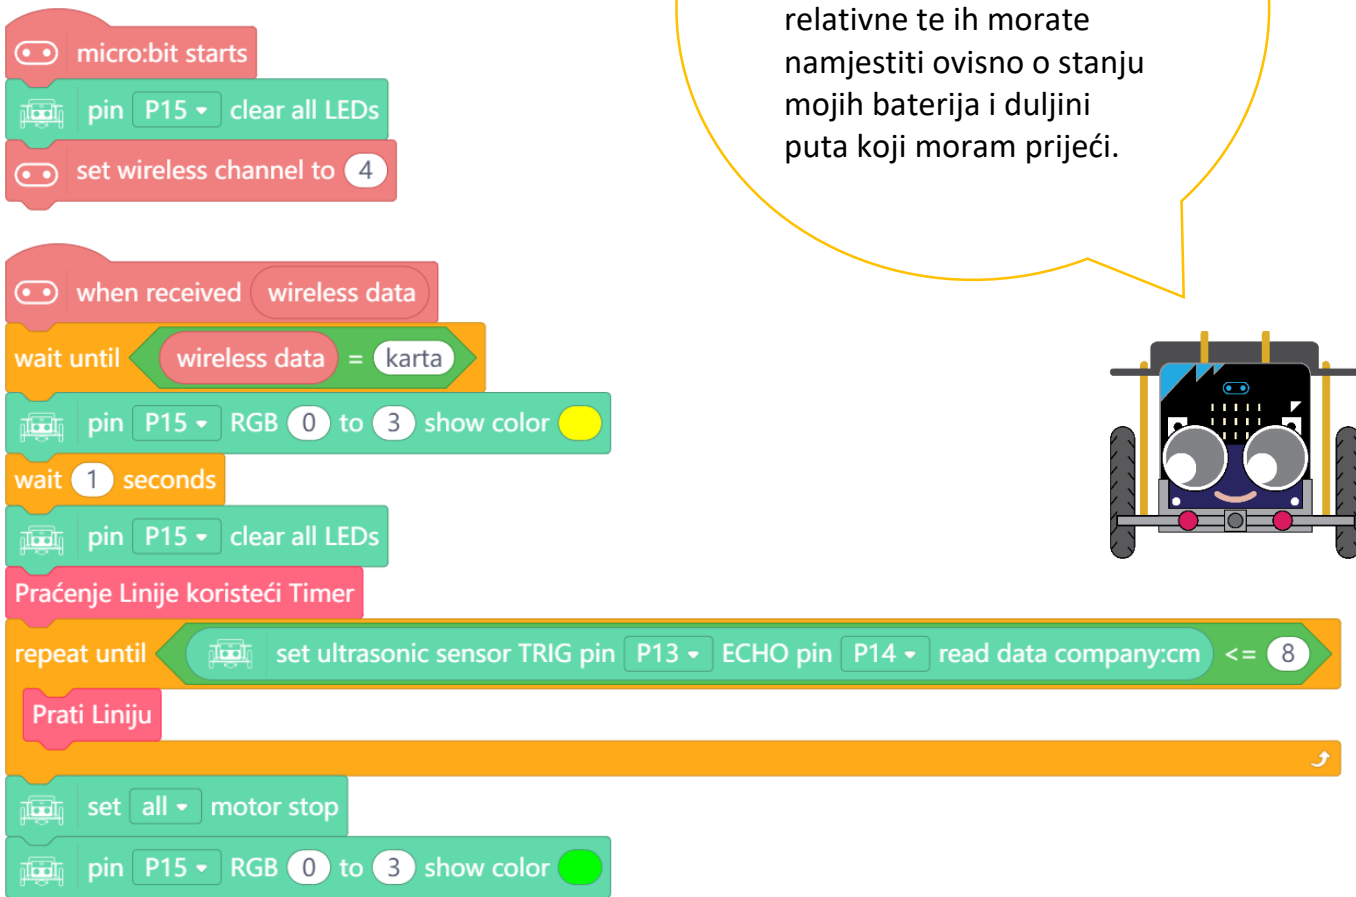 micro:bit starts
pin P15 clear all LEDs
set wireless channel to 4
relativne te ih morate
namjestiti ovisno o stanju
mojih baterija i duljini
puta koji moram prijeći.
when received wireless data
wait until wireless data = karta
pin P15 RGB 0 to 3 show color
wait 1 seconds
pin P15 clear all LEDs
Praćenje Linije koristeći Timer
repeat until set ultrasonic sensor TRIG pin P13 ECHO pin P14 read data company:cm <= 8
Prati Liniju
set all motor stop
pin P15 RGB 0 to 3 show color